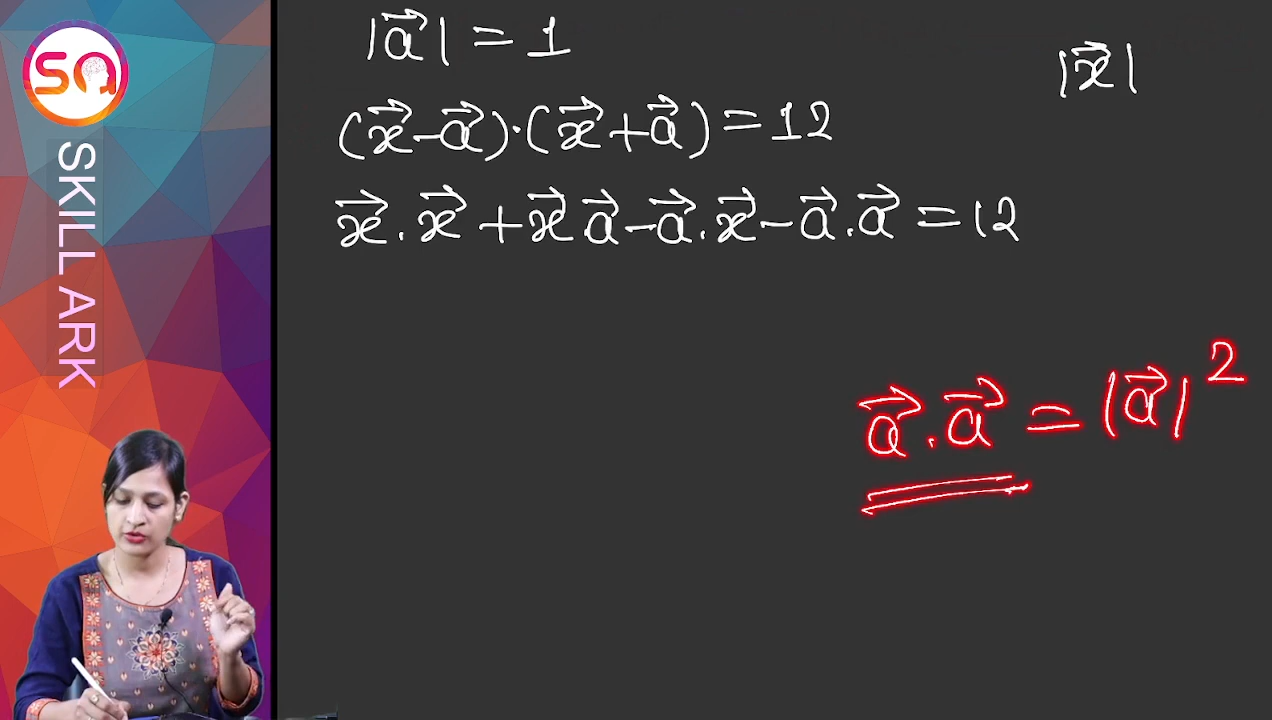 SA
SKILL ARK
|a⃗| = 1
|x⃗|
(x⃗-a⃗)·(x⃗+a⃗)=12
x⃗.x⃗+x⃗ a⃗-a⃗.x⃗-a⃗.a⃗=12
a⃗.a⃗ = |a⃗|²